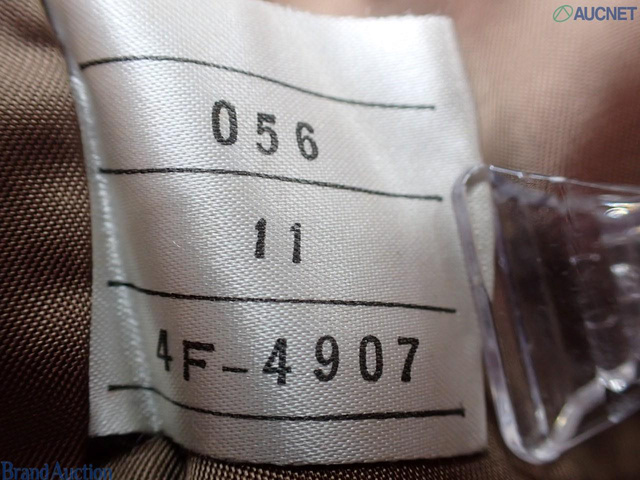 AUCNET
056
11
4F-4907
Brand Auction